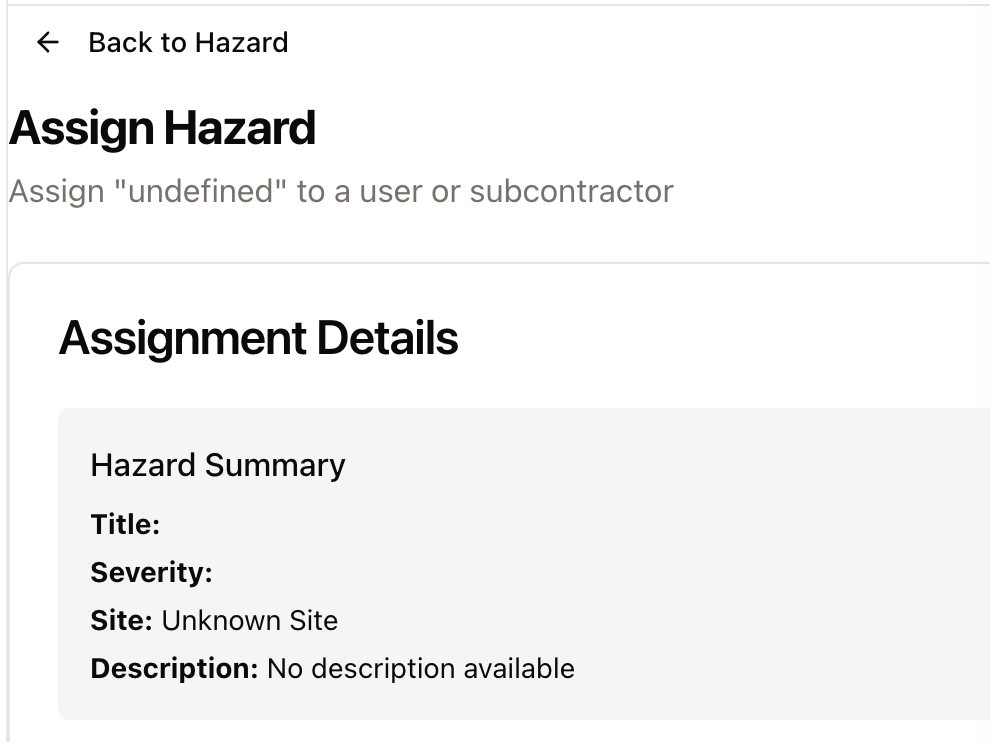 Back to Hazard
Assign Hazard
Assign "undefined" to a user or subcontractor
Assignment Details
Hazard Summary
Title:
Severity:
Site: Unknown Site
Description: No description available